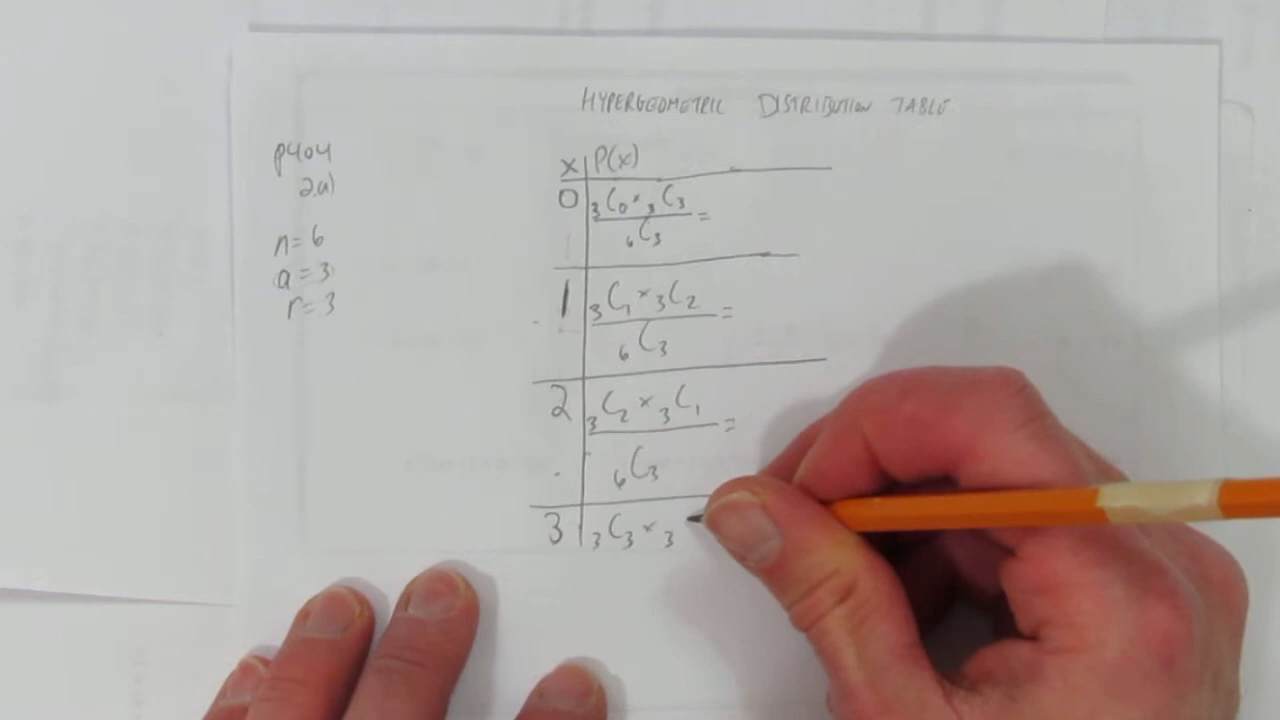 HYPERGEOMETRIC DISTRIBUTION TABLE
p404
2a)
n=6
a=3
r=3
x P(x)
0 ₃C₀×₃C₃ =
₆C₃
1 ₃C₁×₃C₂ =
₆C₃
2 ₃C₂×₃C₁ =
₆C₃
3 ₃C₃×₃